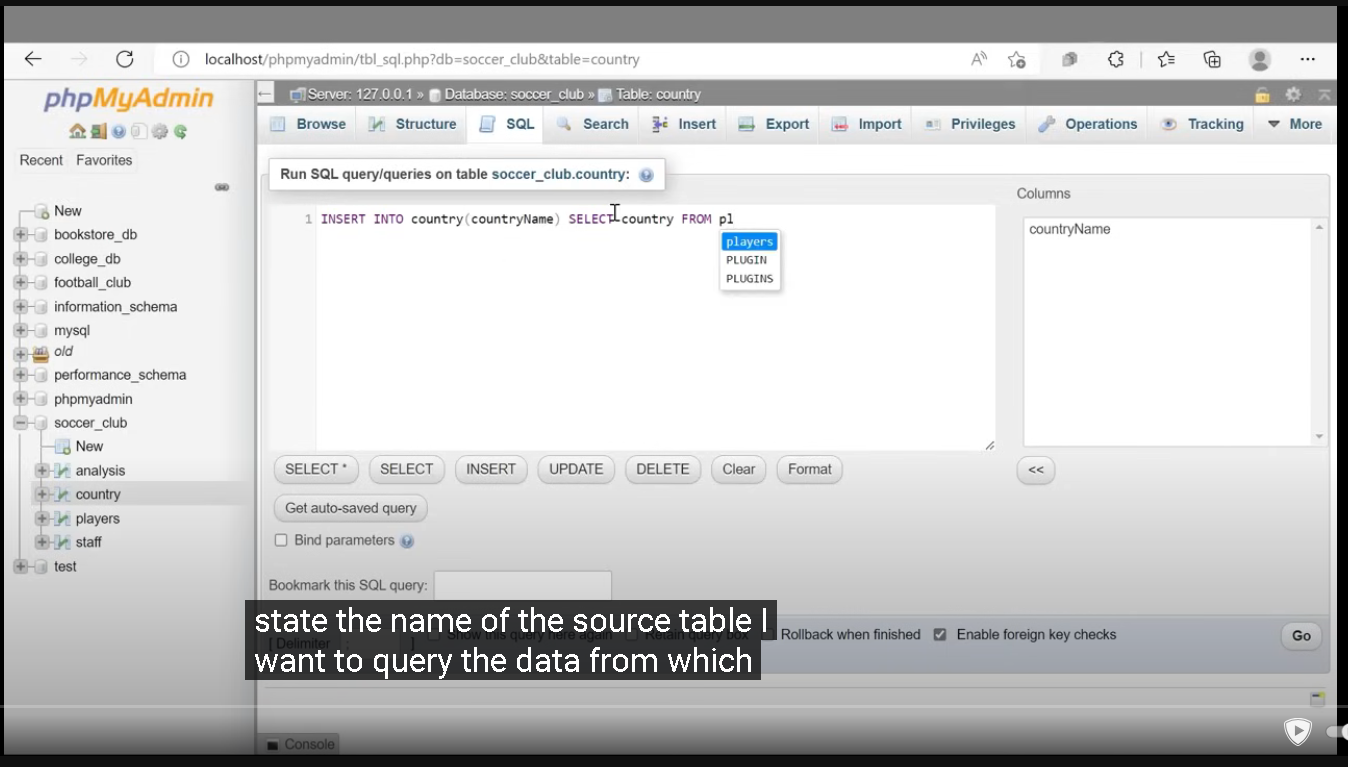 localhost/phpmyadmin/tbl_sql.php?db=soccer_club&table=country
phpMyAdmin
Recent Favorites
New
bookstore_db
college_db
football_club
information_schema
mysql
old
performance_schema
phpmyadmin
soccer_club
New
analysis
country
players
staff
test
Server: 127.0.0.1 » Database: soccer_club » Table: country
Browse Structure SQL Search Insert Export Import Privileges Operations Tracking More
Run SQL query/queries on table soccer_club.country:
1 INSERT INTO country(countryName) SELECT country FROM pl
players
PLUGIN
PLUGINS
Columns
countryName
SELECT * SELECT INSERT UPDATE DELETE Clear Format <<
Get auto-saved query
Bind parameters
Bookmark this SQL query:
[ Delimiter ] Show this query here again Retain query box Rollback when finished Enable foreign key checks Go
state the name of the source table I
want to query the data from which
Console